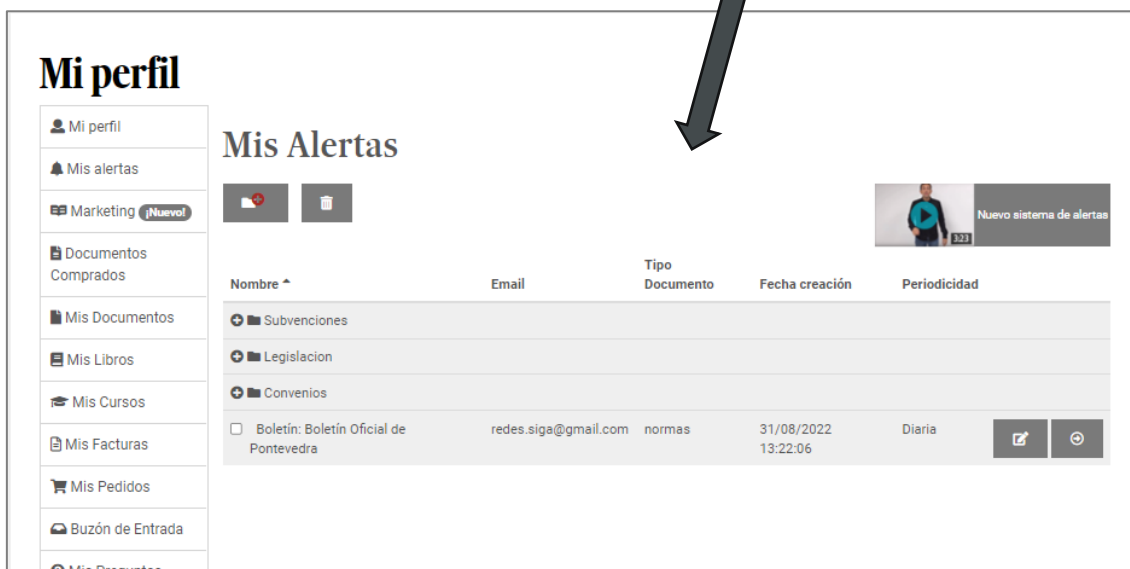 Mi perfil
Mi perfil
Mis alertas
Marketing ¡Nuevo!
Documentos
Comprados
Mis Documentos
Mis Libros
Mis Cursos
Mis Facturas
Mis Pedidos
Buzón de Entrada
Mis Preguntas
Mis Alertas
3:23
Nuevo sistema de alertas
Nombre Email Tipo Documento Fecha creación Periodicidad
Subvenciones
Legislacion
Convenios
Boletín: Boletín Oficial de Pontevedra redes.siga@gmail.com normas 31/08/2022 13:22:06 Diaria